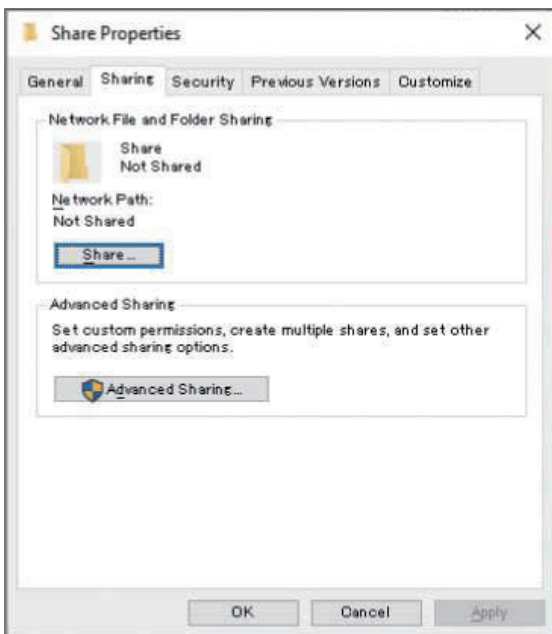 Share Properties
General Sharing Security Previous Versions Customize
Network File and Folder Sharing
Share
Not Shared
Network Path:
Not Shared
Share...
Advanced Sharing
Set custom permissions, create multiple shares, and set other
advanced sharing options.
Advanced Sharing...
OK Cancel Apply